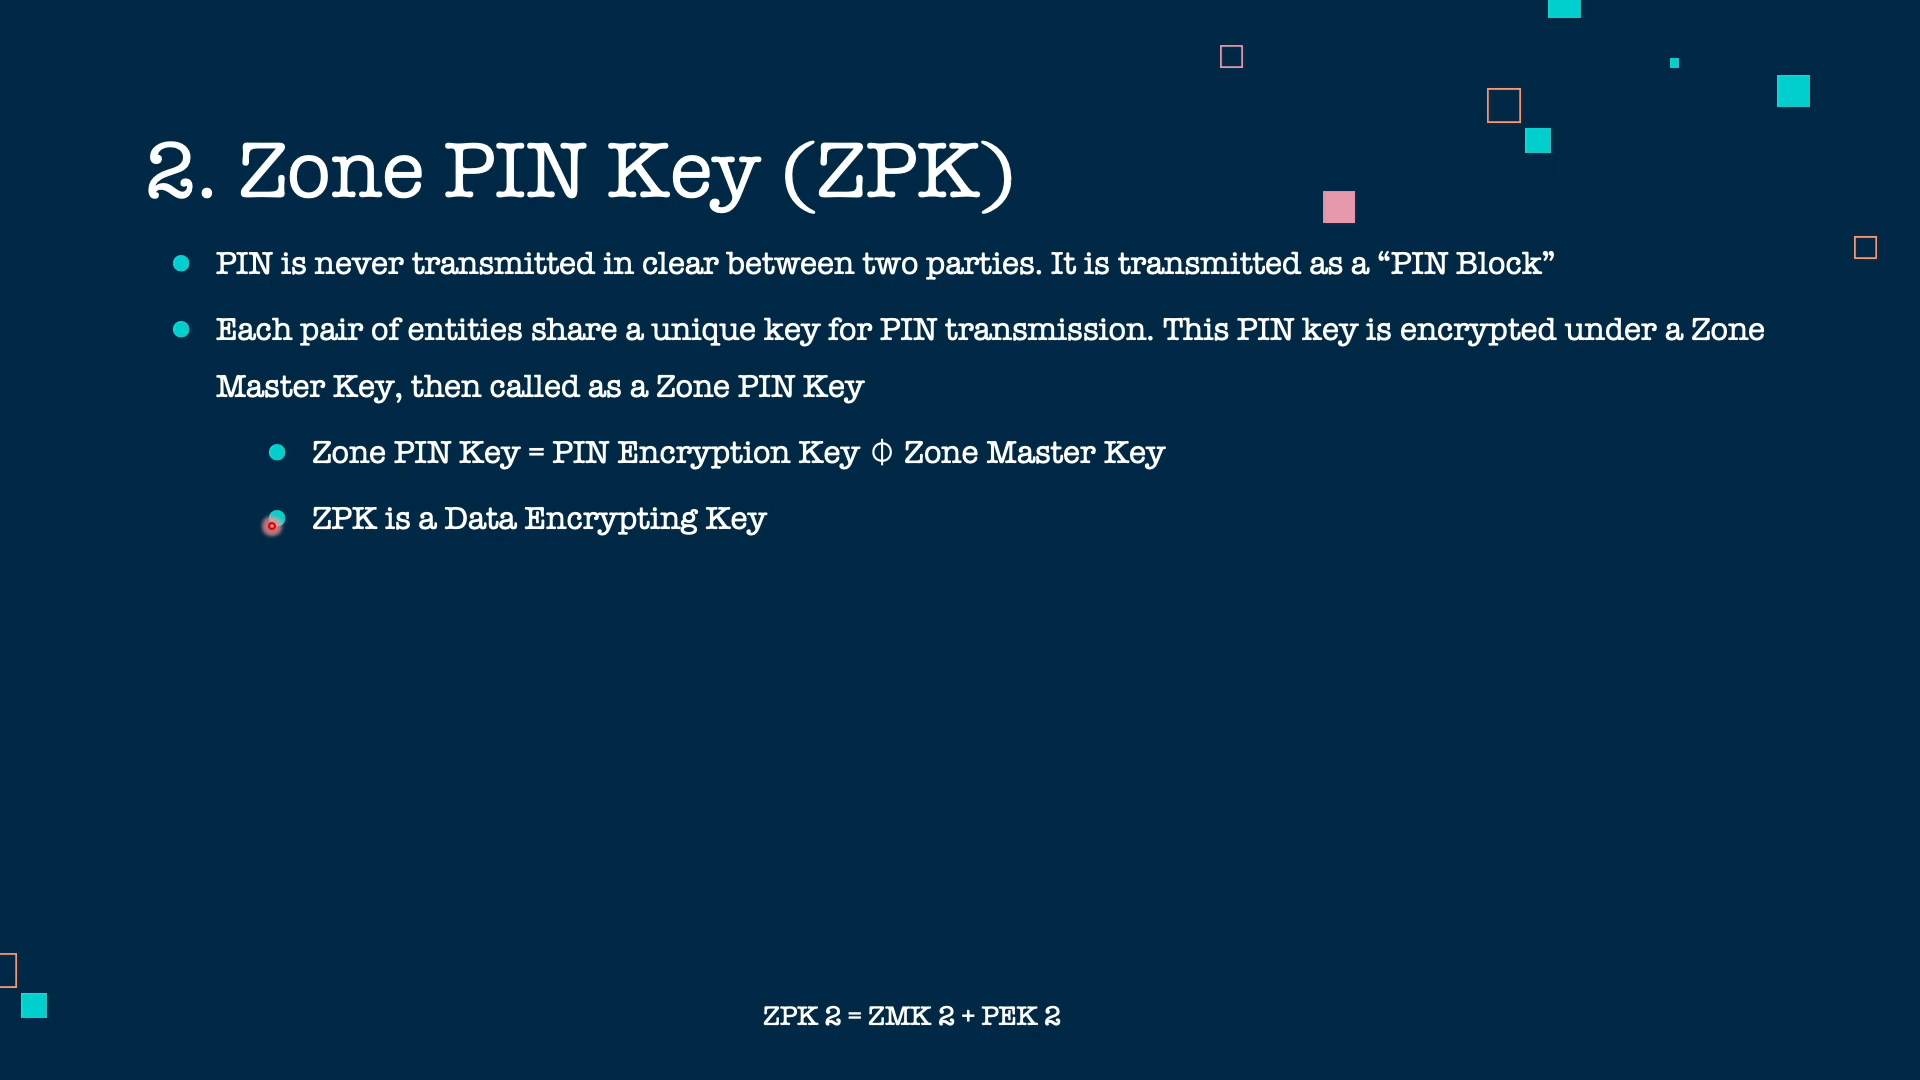 2. Zone PIN Key (ZPK)
PIN is never transmitted in clear between two parties. It is transmitted as a “PIN Block”
Each pair of entities share a unique key for PIN transmission. This PIN key is encrypted under a Zone
Master Key, then called as a Zone PIN Key
Zone PIN Key = PIN Encryption Key ⏀ Zone Master Key
ZPK is a Data Encrypting Key
ZPK 2 = ZMK 2 + PEK 2